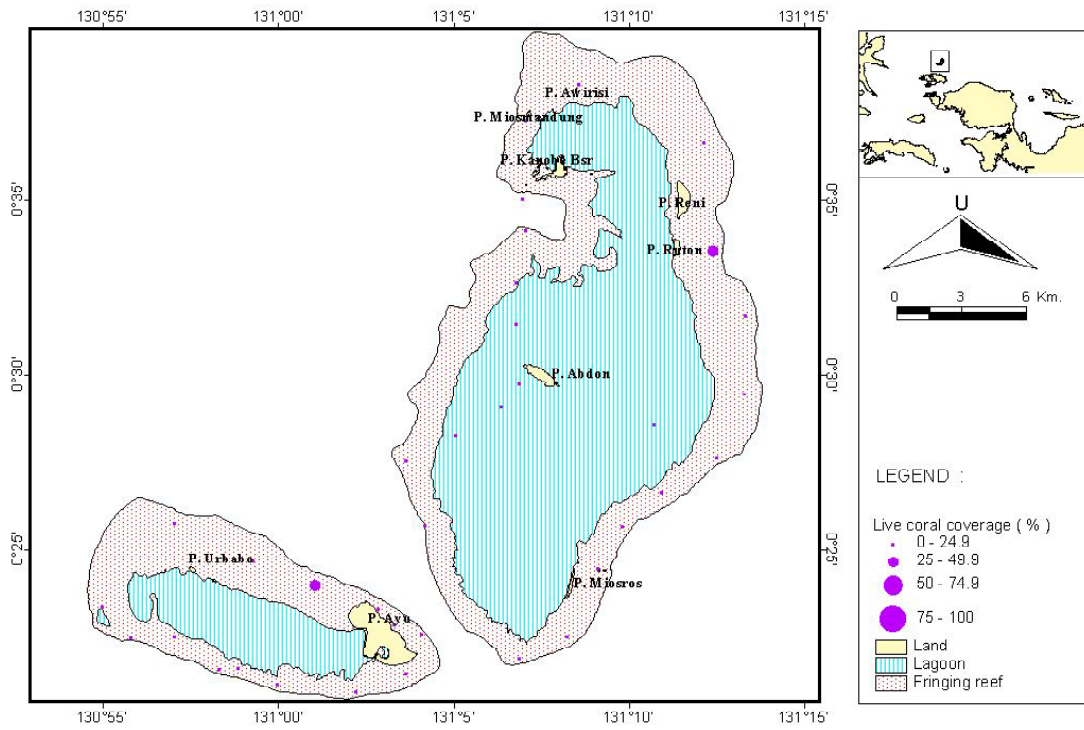 130°55' 131°00' 131°5' 131°10' 131°15'
P. Awirisi
P. Miosmandung
P. Kanobe Bsr
0°35' 0°35'
P. Reni
P. Ruton
0°30' 0°30'
P. Abdon
0°25' 0°25'
P. Urbabo
P. Miosros
P. Ayu
130°55' 131°00' 131°5' 131°10' 131°15'
U
0 3 6 Km.
LEGEND :
Live coral coverage ( % )
0 - 24.9
25 - 49.9
50 - 74.9
75 - 100
Land
Lagoon
Fringing reef